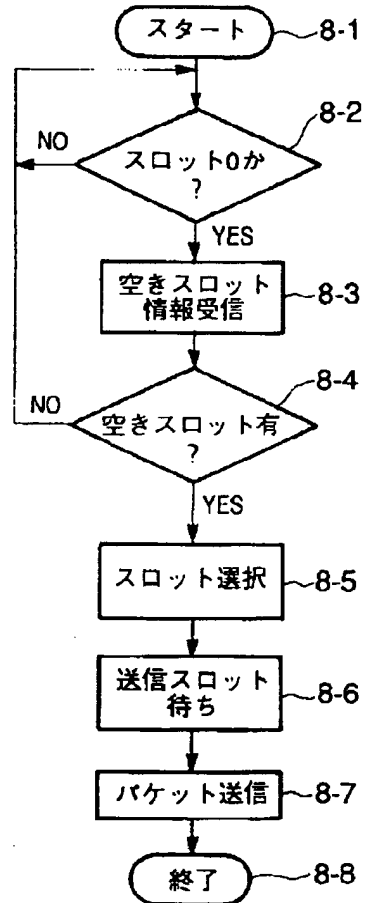 スタート
8-1
8-2
NO
スロット0か
?
YES
空きスロット
情報受信
8-3
8-4
NO
空きスロット有
?
YES
スロット選択
8-5
送信スロット
待ち
8-6
パケット送信
8-7
終了
8-8